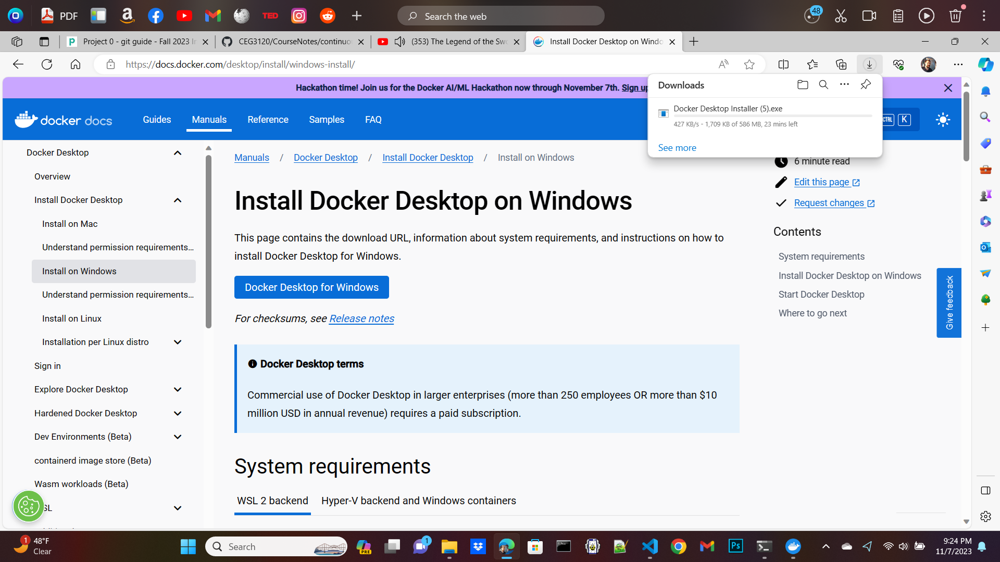 PDF
TED
Search the web
48
Project 0 - git guide - Fall 2023 I
CEG3120/CourseNotes/continuo
(353) The Legend of the Swo
Install Docker Desktop on Windo
https://docs.docker.com/desktop/install/windows-install/
Hackathon time! Join us for the Docker AI/ML Hackathon now through November 7th. Sign up
Downloads
Docker Desktop Installer (5).exe
427 KB/s - 1,709 KB of 586 MB, 23 mins left
See more
docker docs
Guides
Manuals
Reference
Samples
FAQ
CTRL K
Docker Desktop
Overview
Install Docker Desktop
Install on Mac
Understand permission requirements...
Install on Windows
Understand permission requirements...
Install on Linux
Installation per Linux distro
Sign in
Explore Docker Desktop
Hardened Docker Desktop
Dev Environments (Beta)
containerd image store (Beta)
Wasm workloads (Beta)
SL
Manuals / Docker Desktop / Install Docker Desktop / Install on Windows
Install Docker Desktop on Windows
This page contains the download URL, information about system requirements, and instructions on how to
install Docker Desktop for Windows.
Docker Desktop for Windows
For checksums, see Release notes
Docker Desktop terms
Commercial use of Docker Desktop in larger enterprises (more than 250 employees OR more than $10
million USD in annual revenue) requires a paid subscription.
System requirements
WSL 2 backend
Hyper-V backend and Windows containers
6 minute read
Edit this page
Request changes
Contents
System requirements
Install Docker Desktop on Windows
Start Docker Desktop
Where to go next
Give feedback
1
48°F
Clear
Search
PRE
1
Ps
9:24 PM
11/7/2023